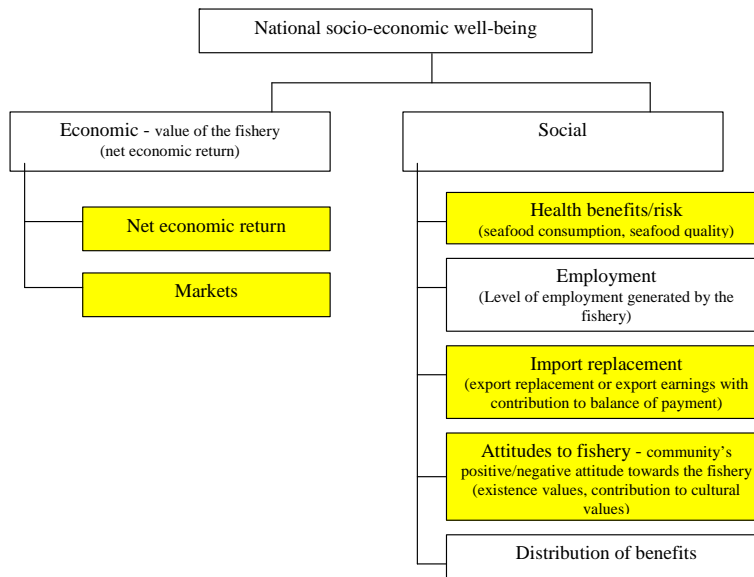 National socio-economic well-being
Economic - value of the fishery
(net economic return)
Net economic return
Markets
Social
Health benefits/risk
(seafood consumption, seafood quality)
Employment
(Level of employment generated by the
fishery)
Import replacement
(export replacement or export earnings with
contribution to balance of payment)
Attitudes to fishery - community's
positive/negative attitude towards the fishery
(existence values, contribution to cultural
values)
Distribution of benefits